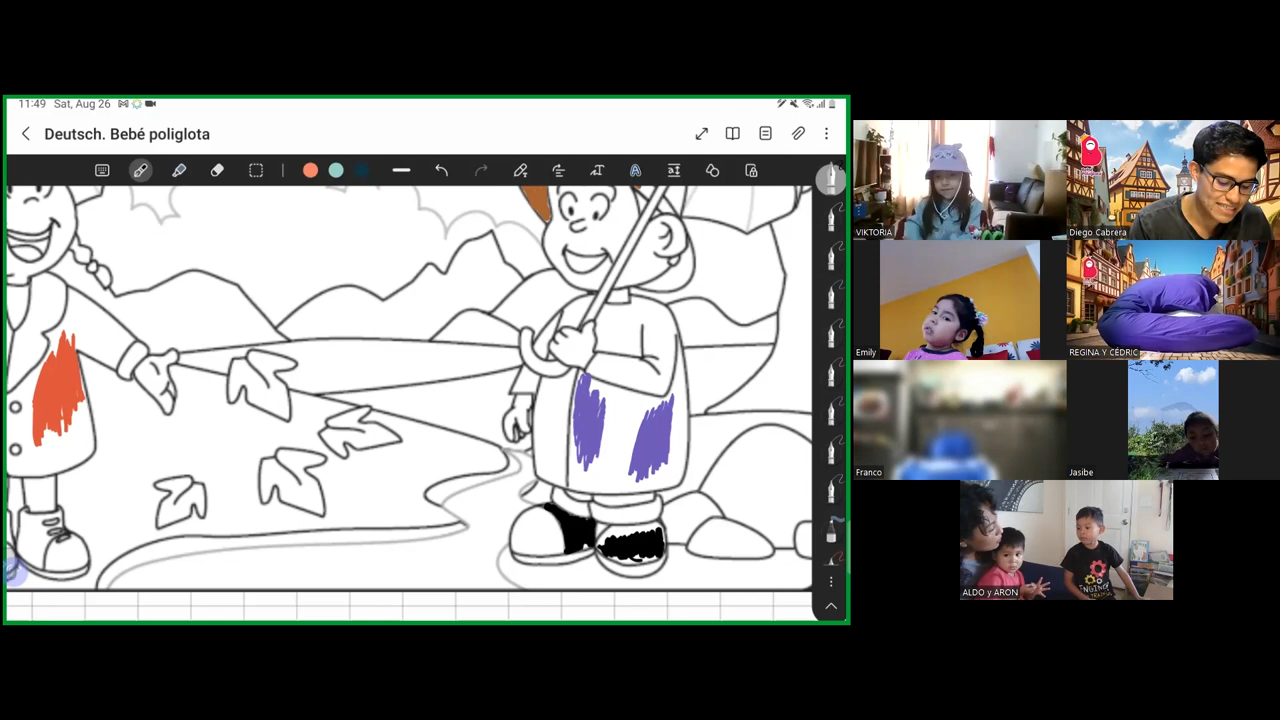 11:49 Sat, Aug 26
Deutsch. Bebé poliglota
VIKTORIA
Diego Cabrera
Emily
REGINA Y CÉDRIC
Franco
Jasibe
ALDO y ARON